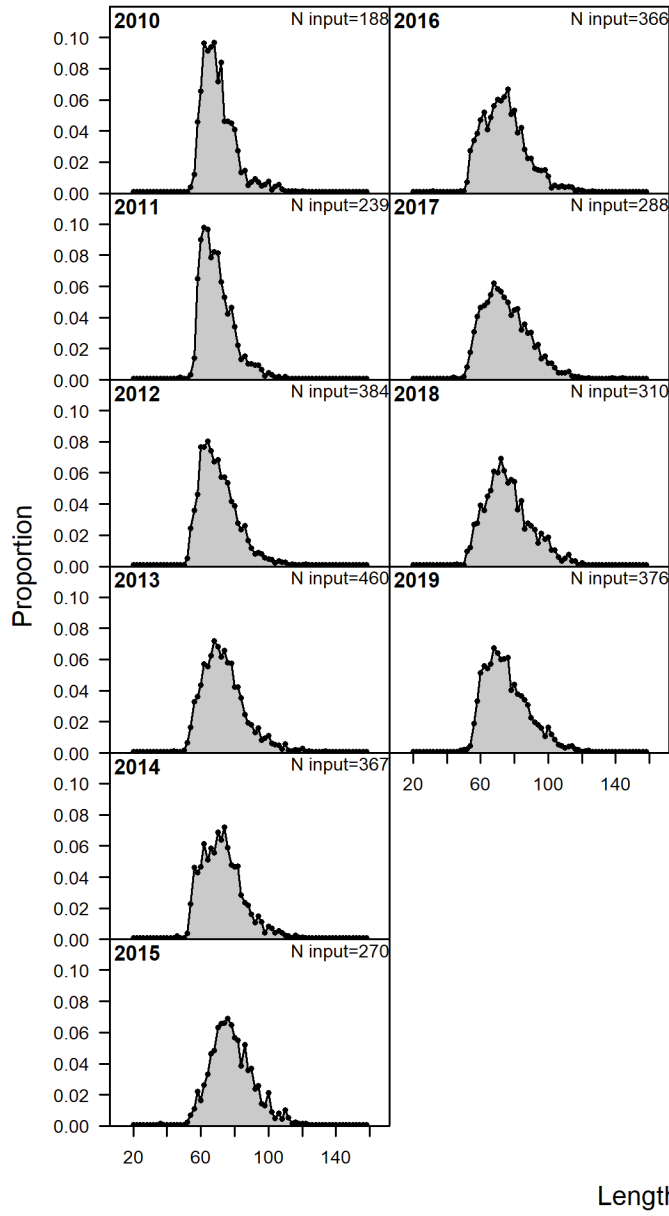 Proportion
2010 N input=188
0.10
0.08
0.06
0.04
0.02
0.00
2011 N input=239
0.10
0.08
0.06
0.04
0.02
0.00
2012 N input=384
0.10
0.08
0.06
0.04
0.02
0.00
2013 N input=460
0.10
0.08
0.06
0.04
0.02
0.00
2014 N input=367
0.10
0.08
0.06
0.04
0.02
0.00
2015 N input=270
0.10
0.08
0.06
0.04
0.02
0.00
20 60 100 140
2016 N input=366
2017 N input=288
2018 N input=310
2019 N input=376
20 60 100 140
Length